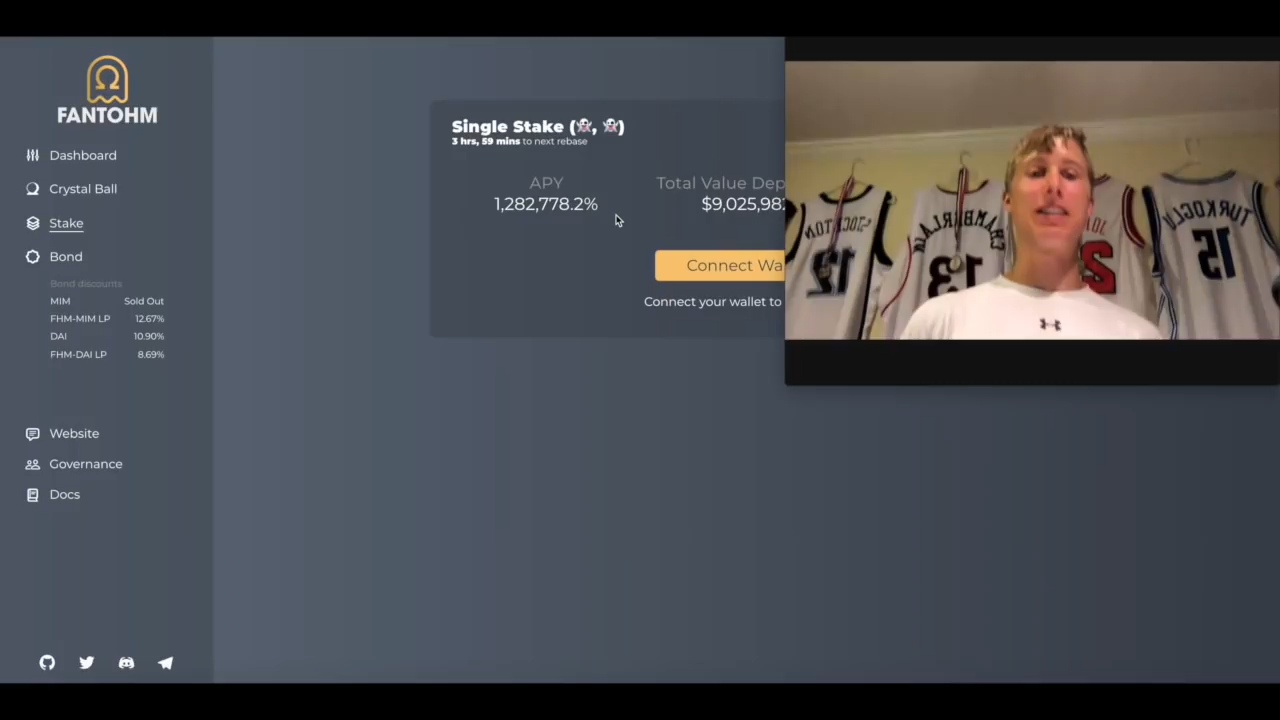 FANTOHM
Dashboard
Crystal Ball
Stake
Bond
Bond discounts
MIM Sold Out
FHM-MIM LP 12.67%
DAI 10.90%
FHM-DAI LP 8.69%
Website
Governance
Docs
Single Stake (👻, 👻)
3 hrs, 59 mins to next rebase
APY
1,282,778.2%
Total Value Dep
$9,025,982
Connect Wa
Connect your wallet to
STOCKTON
12
CHAMBERLAIN
13
2
TURKOGLU
15